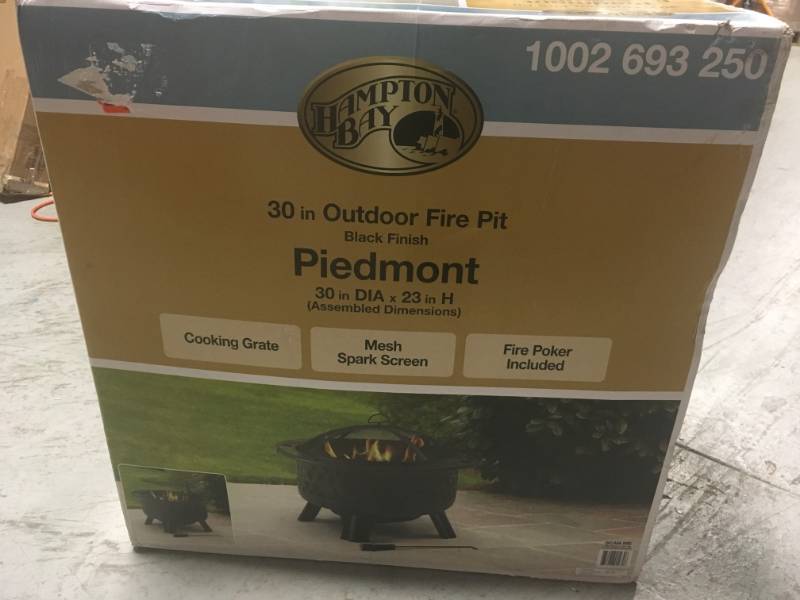 1002 693 250
HAMPTON
BAY
30 in Outdoor Fire Pit
Black Finish
Piedmont
30 in DIA x 23 in H
(Assembled Dimensions)
Cooking Grate
Mesh
Spark Screen
Fire Poker
Included